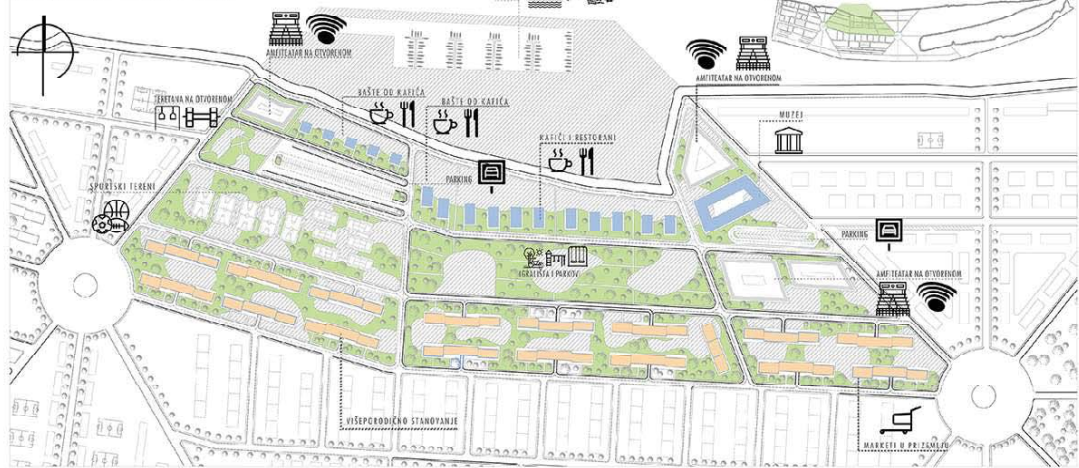 AMFITEATAR NA OTVORENOM
AMFITEATAR NA OTVORENOM
TERETANA NA OTVORENOM
BAŠTE OD KAFIĆA
BAŠTE OD KAFIĆA
MUZEJ
KAFIĆI I RESTORANI
PARKING
SPORTSKI TERENI
PARKING
IGRALIŠTA I PARKOVI
AMFITEATAR NA OTVORENOM
VIŠEPORODIČNO STANOVANJE
MARKETI U PRIZEMLJU